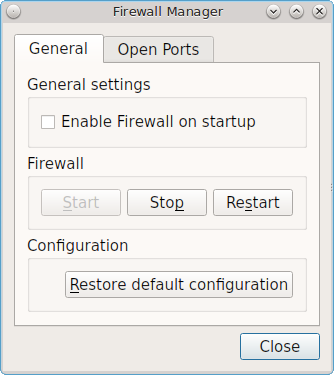 Firewall Manager
General
Open Ports
General settings
Enable Firewall on startup
Firewall
Start
Stop
Restart
Configuration
Restore default configuration
Close